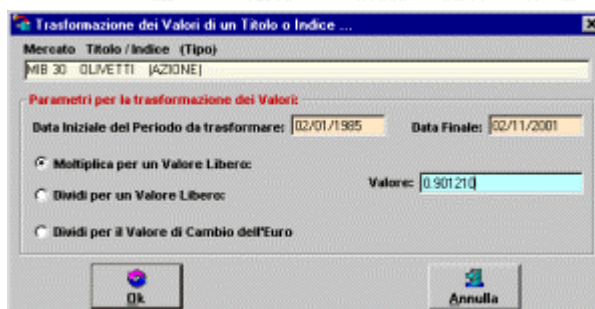 Trasformazione dei Valori di un Titolo o Indice ...
Mercato Titolo / Indice (Tipo)
MIB 30 OLIVETTI (AZIONE)
Parametri per la trasformazione dei Valori:
Data Iniziale del Periodo da trasformare: 02/01/1985 Data Finale: 02/11/2001
Moltiplica per un Valore Libero:
Valore: 0.901210
Dividi per un Valore Libero:
Dividi per il Valore di Cambio dell'Euro
Ok Annulla